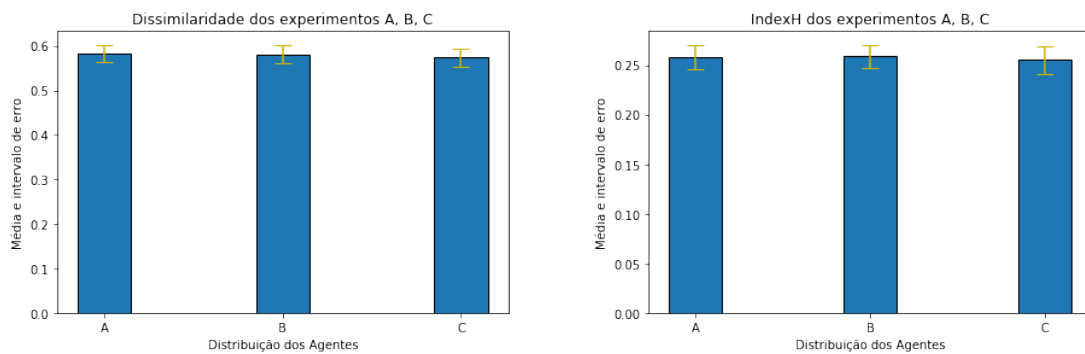 Dissimilaridade dos experimentos A, B, C
Média e intervalo de erro
0.6
0.5
0.4
0.3
0.2
0.1
0.0
A B C
Distribuição dos Agentes
IndexH dos experimentos A, B, C
Média e intervalo de erro
0.25
0.20
0.15
0.10
0.05
0.00
A B C
Distribuição dos Agentes